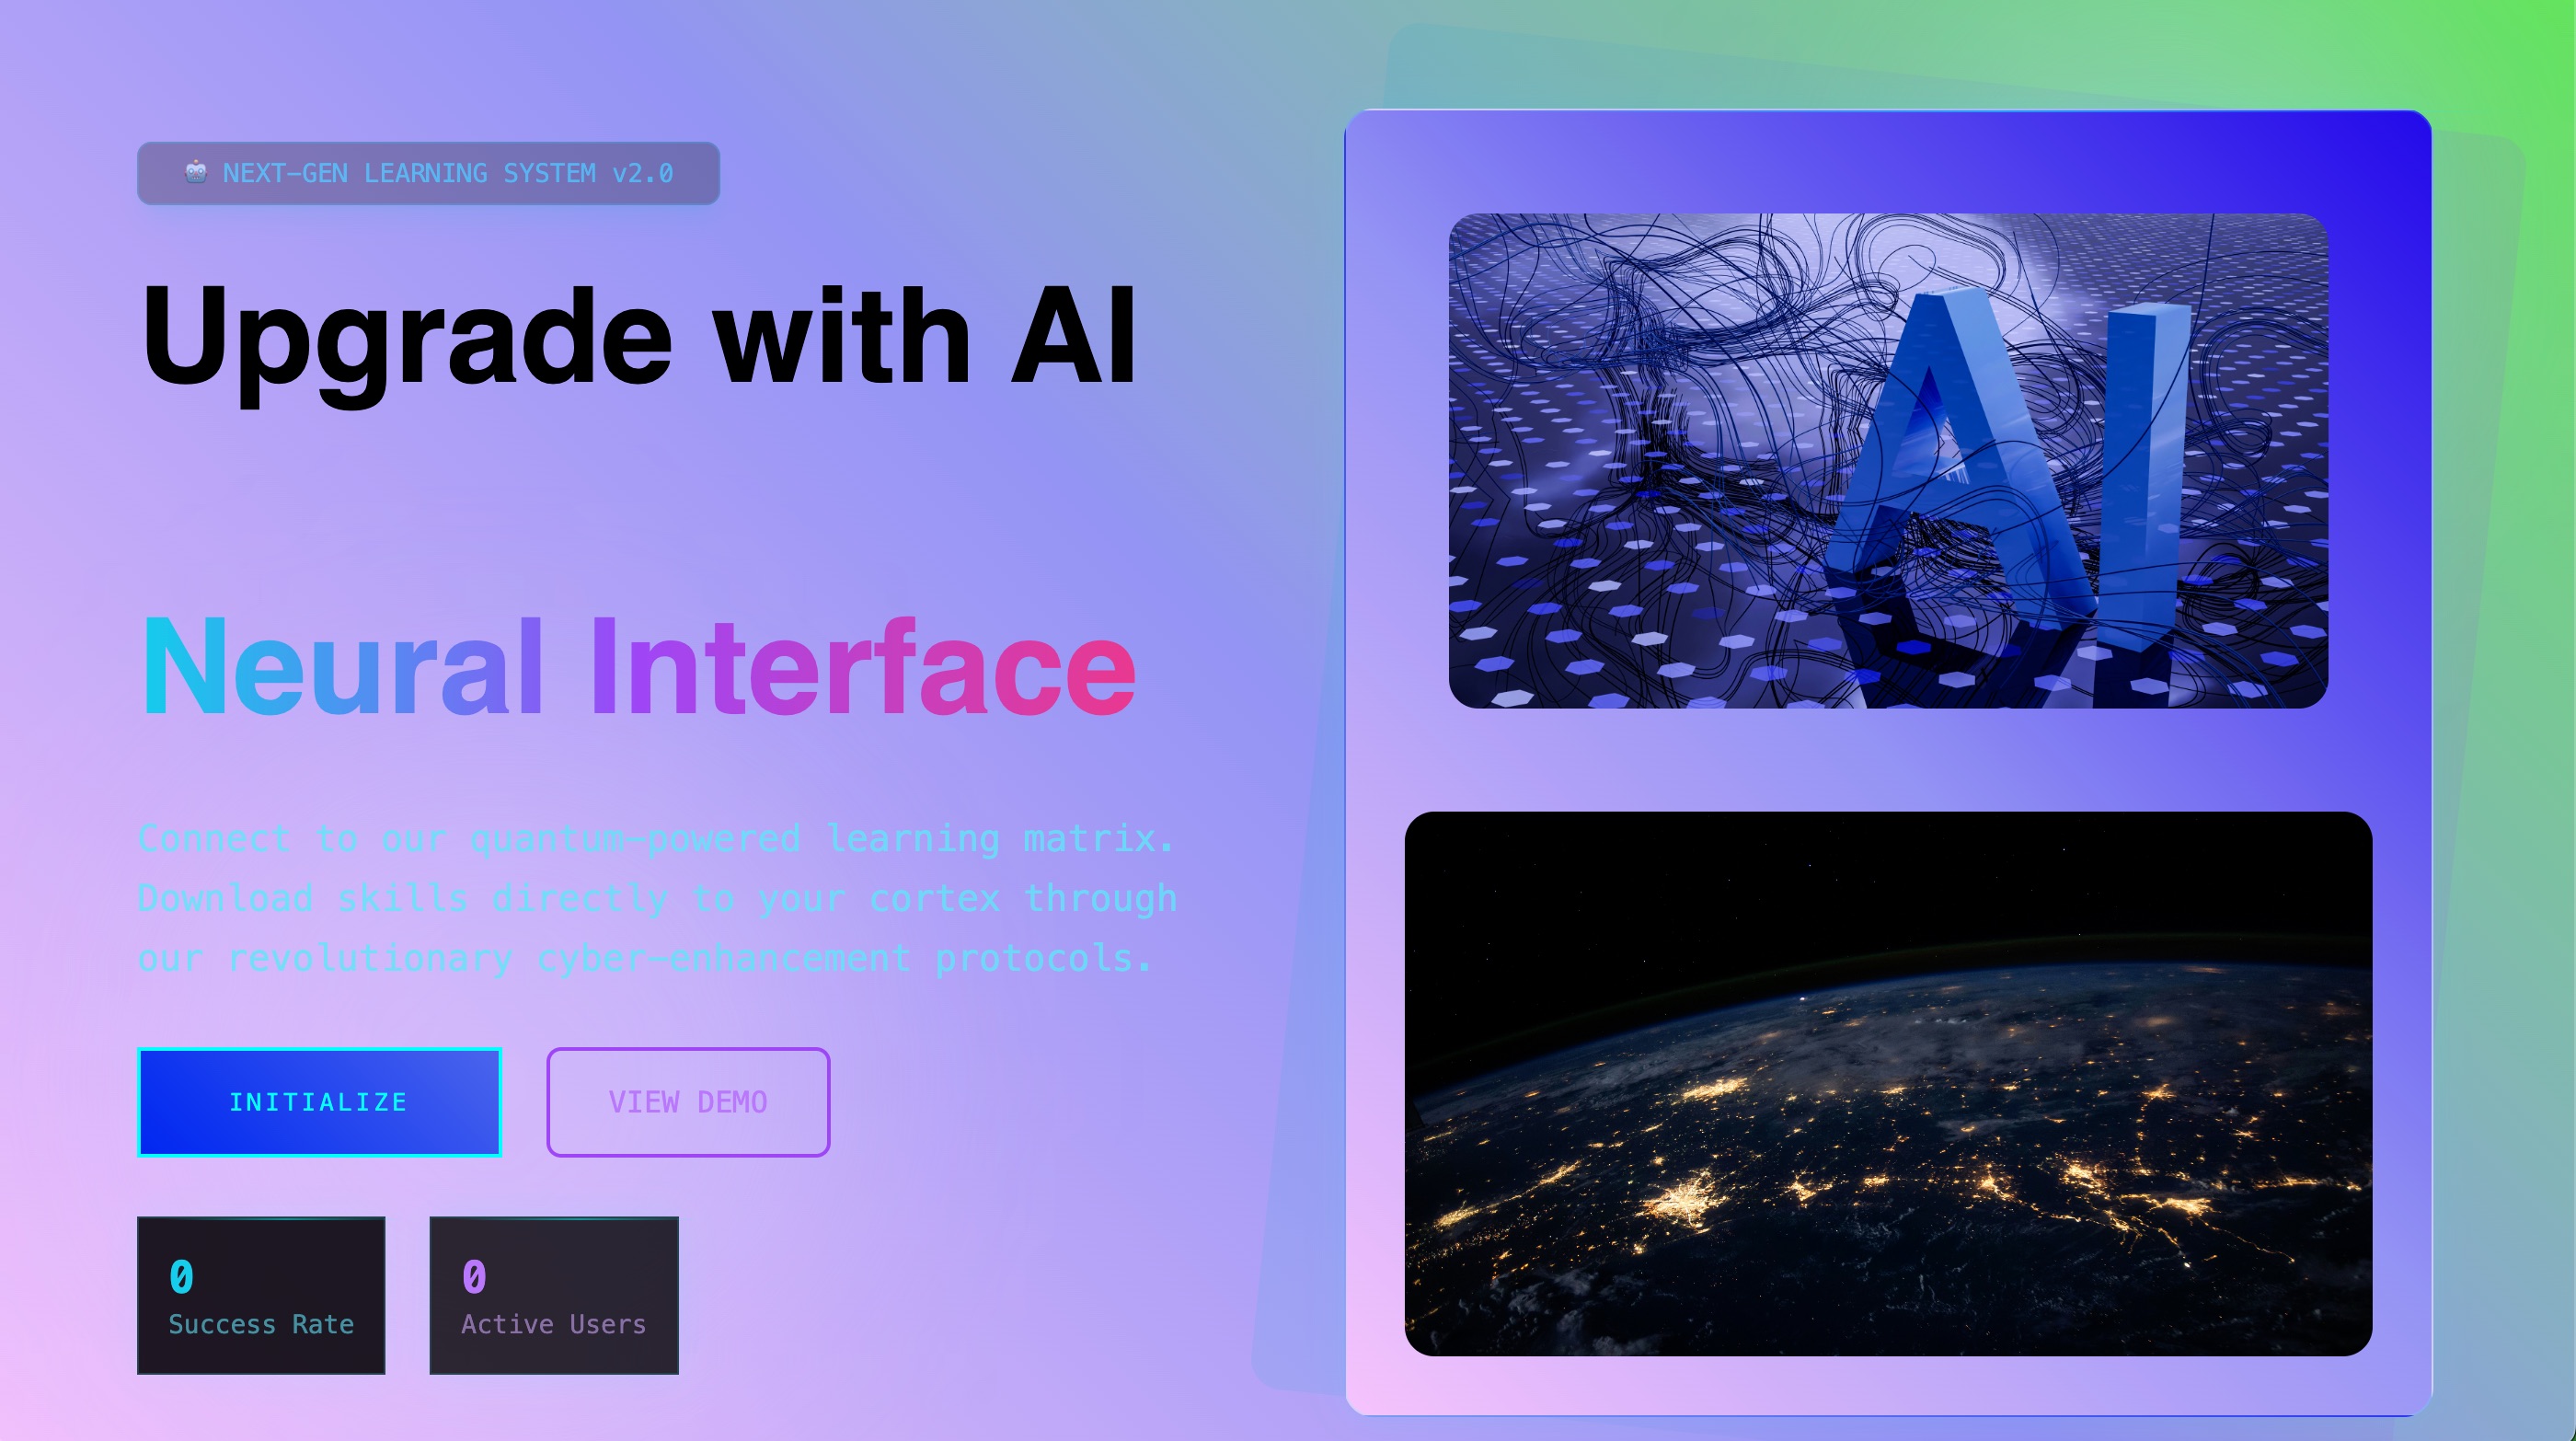 🤖 NEXT-GEN LEARNING SYSTEM v2.0
Upgrade with AI
Neural Interface
Connect to our quantum-powered learning matrix.
Download skills directly to your cortex through
our revolutionary cyber-enhancement protocols.
INITIALIZE
VIEW DEMO
0
Success Rate
0
Active Users
AI